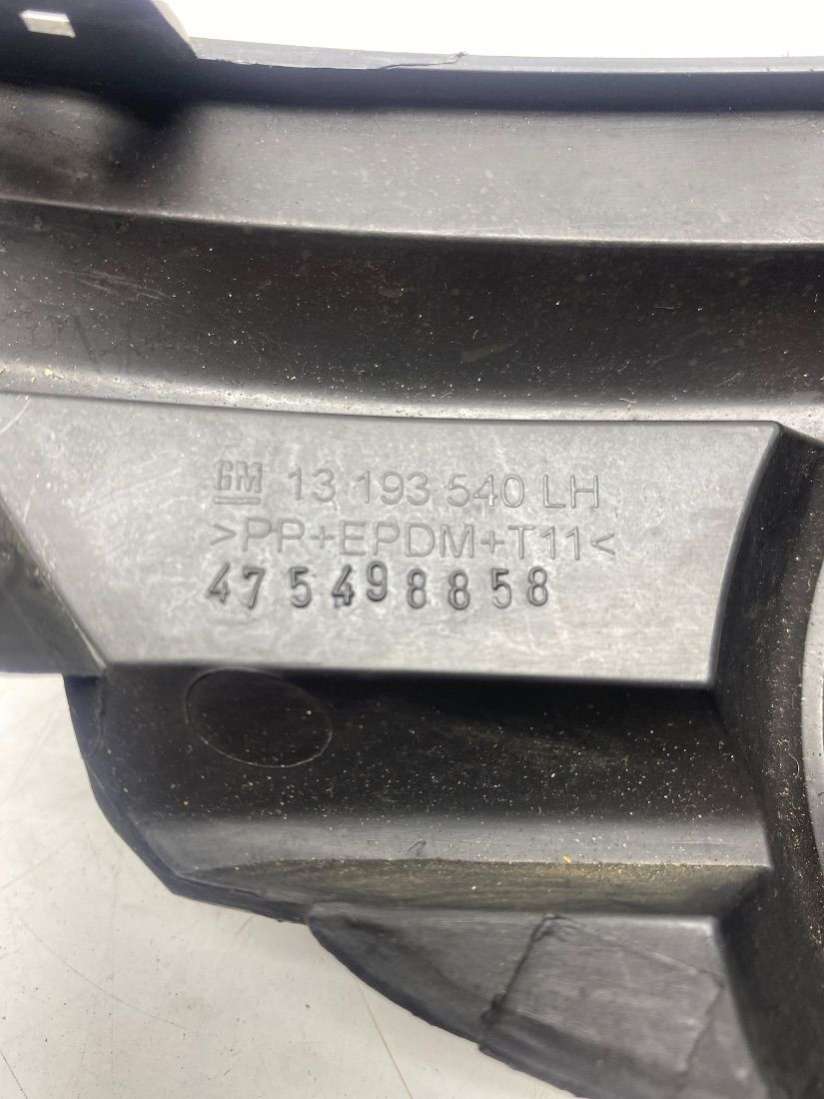 GM 13 193 540 LH
>PP+EPDM+T11<
475498858